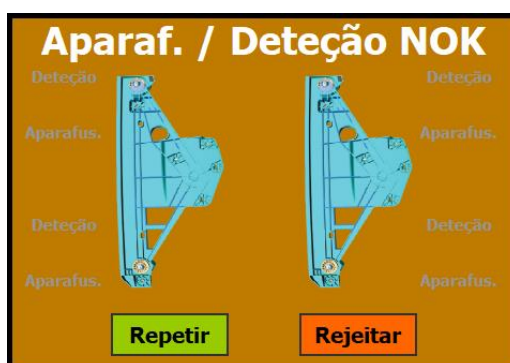 Aparaf. / Deteção NOK
Deteção Deteção
Aparafus. Aparafus.
Deteção Deteção
Aparafus. Aparafus.
Repetir Rejeitar